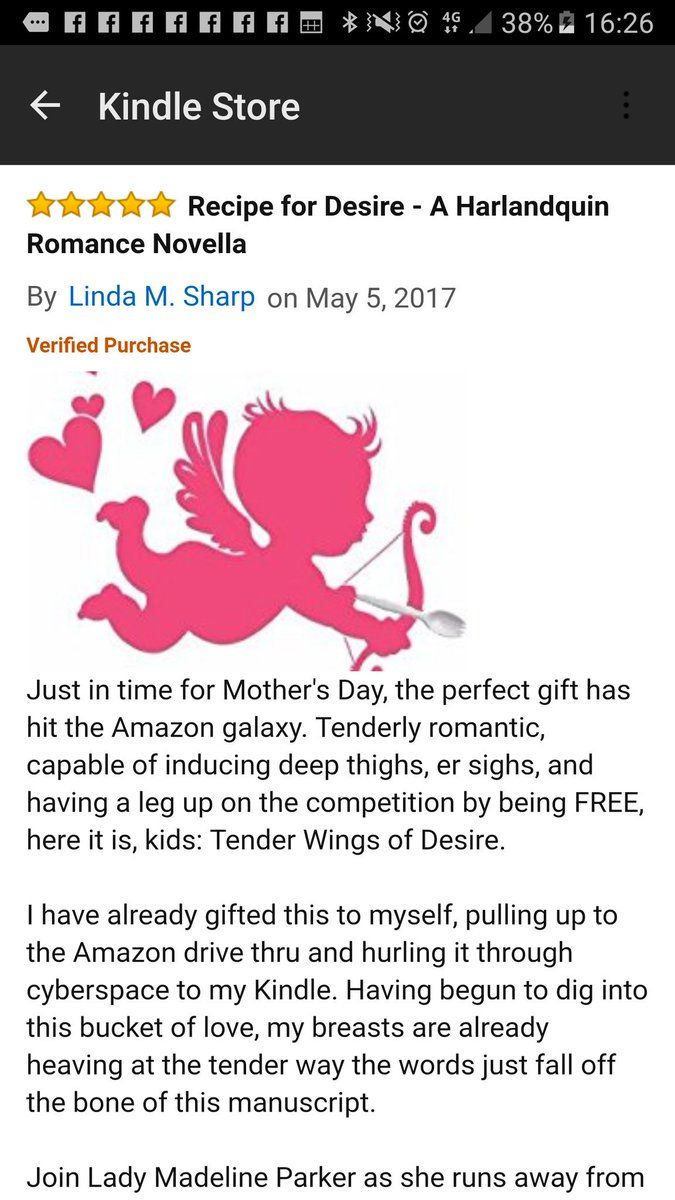 4G 38% 16:26
Kindle Store
Recipe for Desire - A Harlandquin
Romance Novella
By Linda M. Sharp on May 5, 2017
Verified Purchase
Just in time for Mother's Day, the perfect gift has
hit the Amazon galaxy. Tenderly romantic,
capable of inducing deep thighs, er sighs, and
having a leg up on the competition by being FREE,
here it is, kids: Tender Wings of Desire.
I have already gifted this to myself, pulling up to
the Amazon drive thru and hurling it through
cyberspace to my Kindle. Having begun to dig into
this bucket of love, my breasts are already
heaving at the tender way the words just fall off
the bone of this manuscript.
Join Lady Madeline Parker as she runs away from